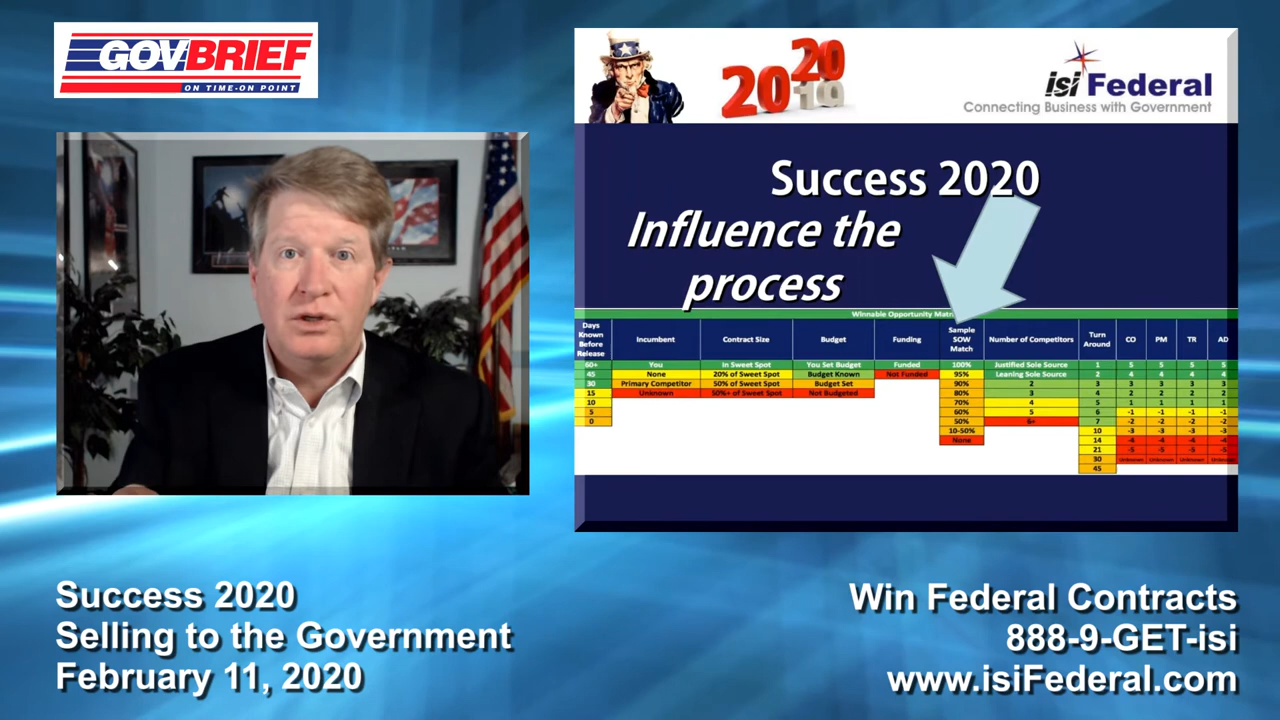 GOVBRIEF
ON TIME-ON POINT
2020
19
isi Federal
Connecting Business with Government
Success 2020
Influence the
process
Winnable Opportunity Matri
Days Known Before Release
Incumbent
Contract Size
Budget
Funding
Sample SOW Match
Number of Competitors
Turn Around
CO
PM
TR
AD
60+ You In Sweet Spot You Set Budget Funded 100% Justified Sole Source 1 5 5 5 5
45 None 20% of Sweet Spot Budget Known Not Funded 95% Leaning Sole Source 2 4 4 4 4
30 Primary Competitor 50% of Sweet Spot Budget Set 90% 2 3 3 3 3 3
15 Unknown 50%+ of Sweet Spot Not Budgeted 80% 3 4 2 2 2 2
10 70% 4 5 1 1 1 1
5 60% 5 6 -1 -1 -1 -1
0 50% 6+ 7 -2 -2 -2 -2
10-50% 10 -3 -3 -3 -3
None 14 -4 -4 -4 -4
21 -5 -5 -5 -5
30 Unknown Unknown Unknown
45
Success 2020
Selling to the Government
February 11, 2020
Win Federal Contracts
888-9-GET-isi
www.isiFederal.com